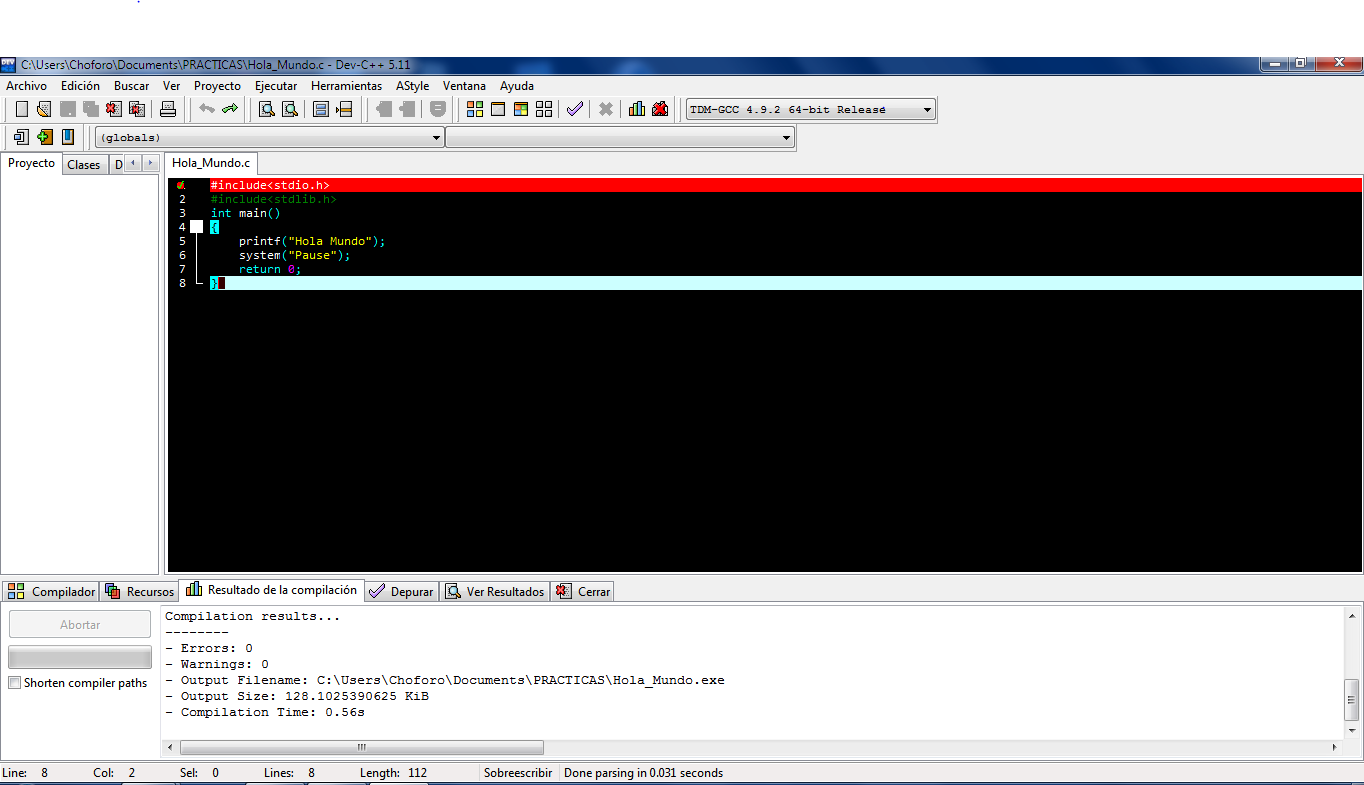 C:\Users\Choforo\Documents\PRACTICAS\Hola_Mundo.c - Dev-C++ 5.11
Archivo Edición Buscar Ver Proyecto Ejecutar Herramientas AStyle Ventana Ayuda
TDM-GCC 4.9.2 64-bit Release
(globals)
Proyecto Clases D
Hola_Mundo.c
#include<stdio.h>
2 #include<stdlib.h>
3 int main()
4 {
5 printf("Hola Mundo");
6 system("Pause");
7 return 0;
8 }
Compilador Recursos Resultado de la compilación Depurar Ver Resultados Cerrar
Abortar
Shorten compiler paths
Compilation results...
--------
- Errors: 0
- Warnings: 0
- Output Filename: C:\Users\Choforo\Documents\PRACTICAS\Hola_Mundo.exe
- Output Size: 128.1025390625 KiB
- Compilation Time: 0.56s
Line: 8 Col: 2 Sel: 0 Lines: 8 Length: 112 Sobreescribir Done parsing in 0.031 seconds